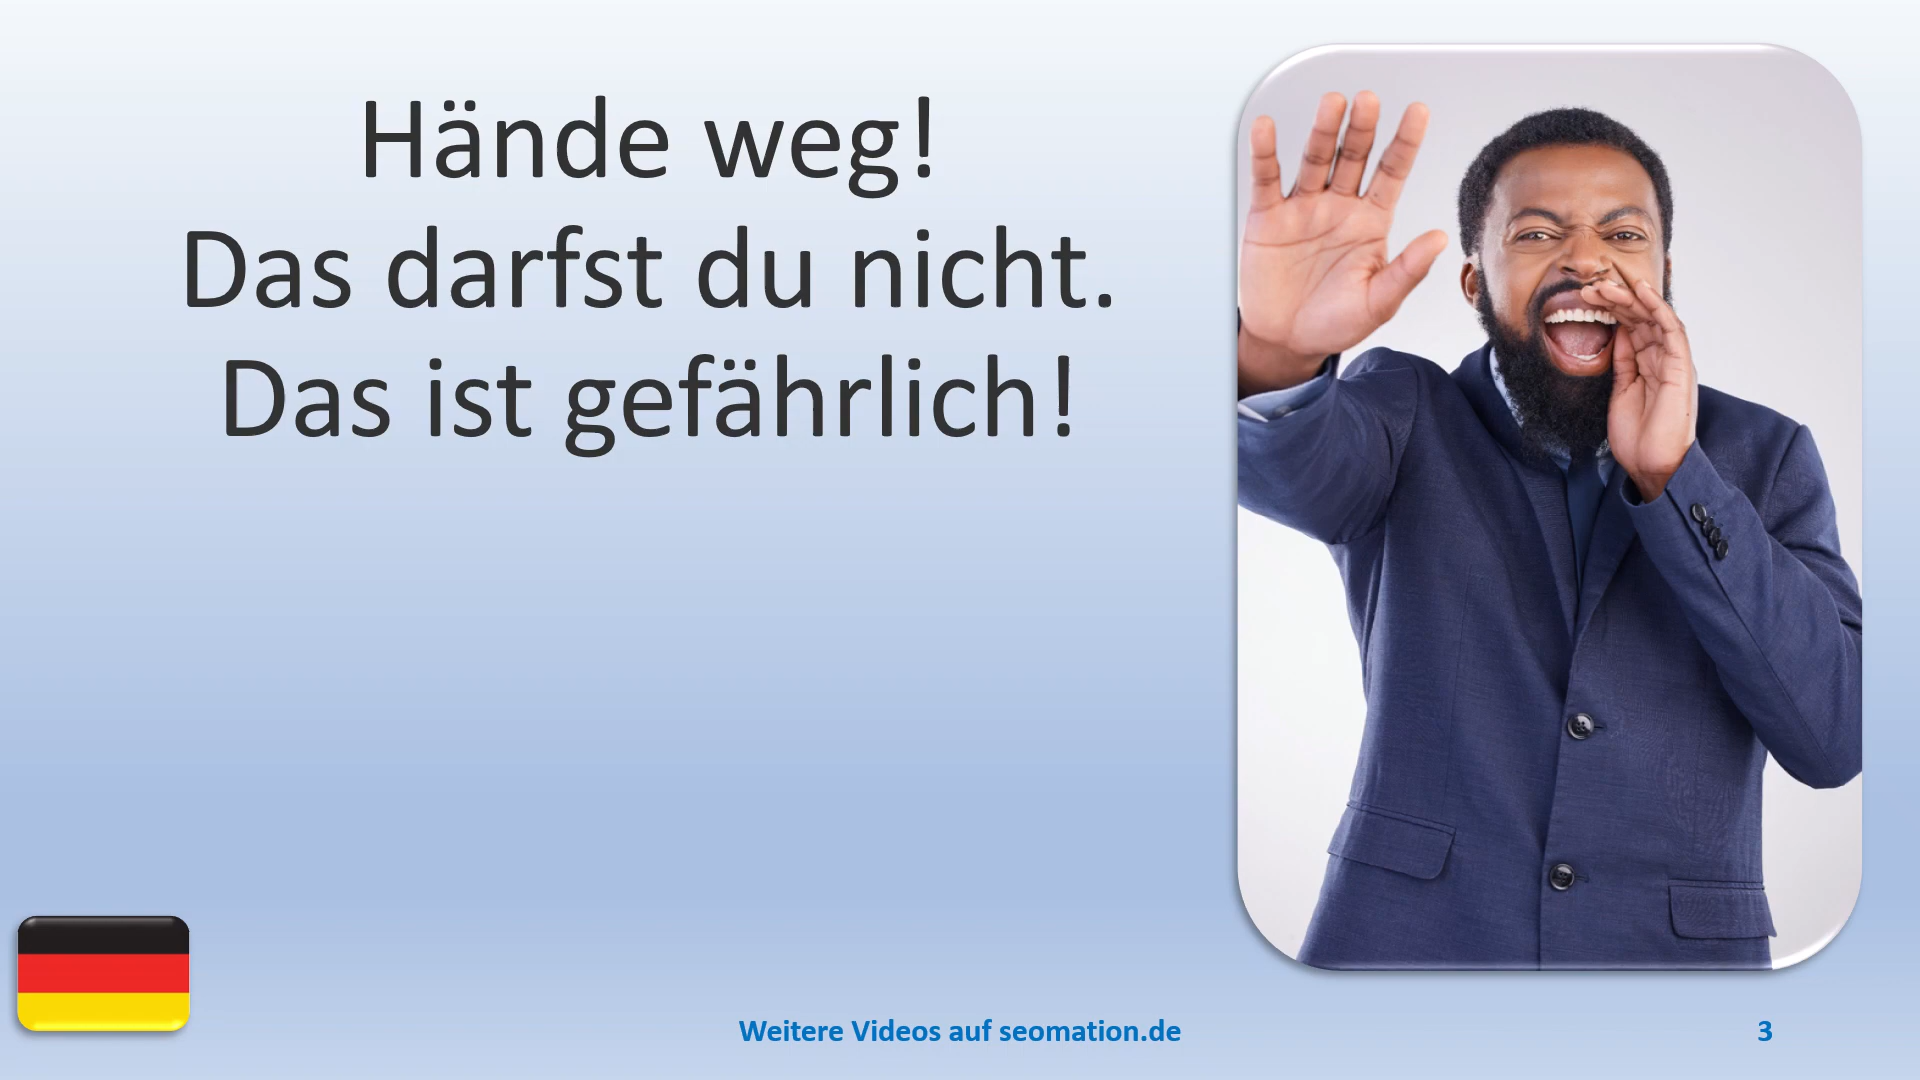 Hände weg!
Das darfst du nicht.
Das ist gefährlich!
Weitere Videos auf seomation.de
3